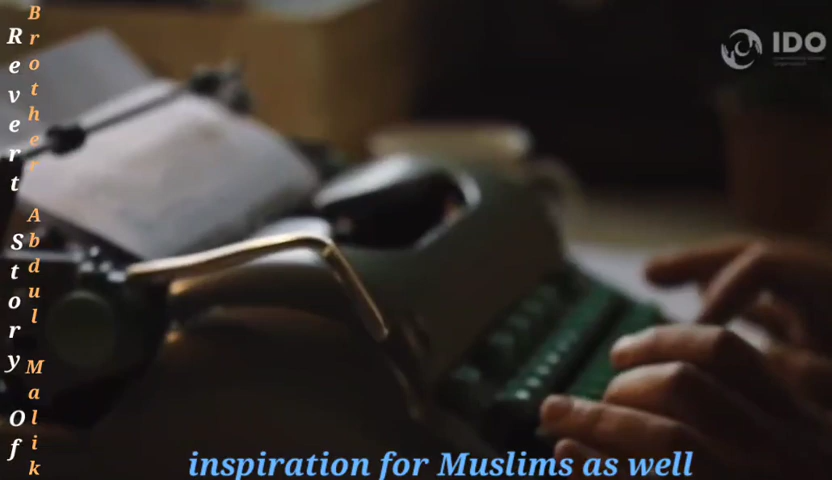 Revert Story Of
Brother Abdul Malik
IDO
inspiration for Muslims as well